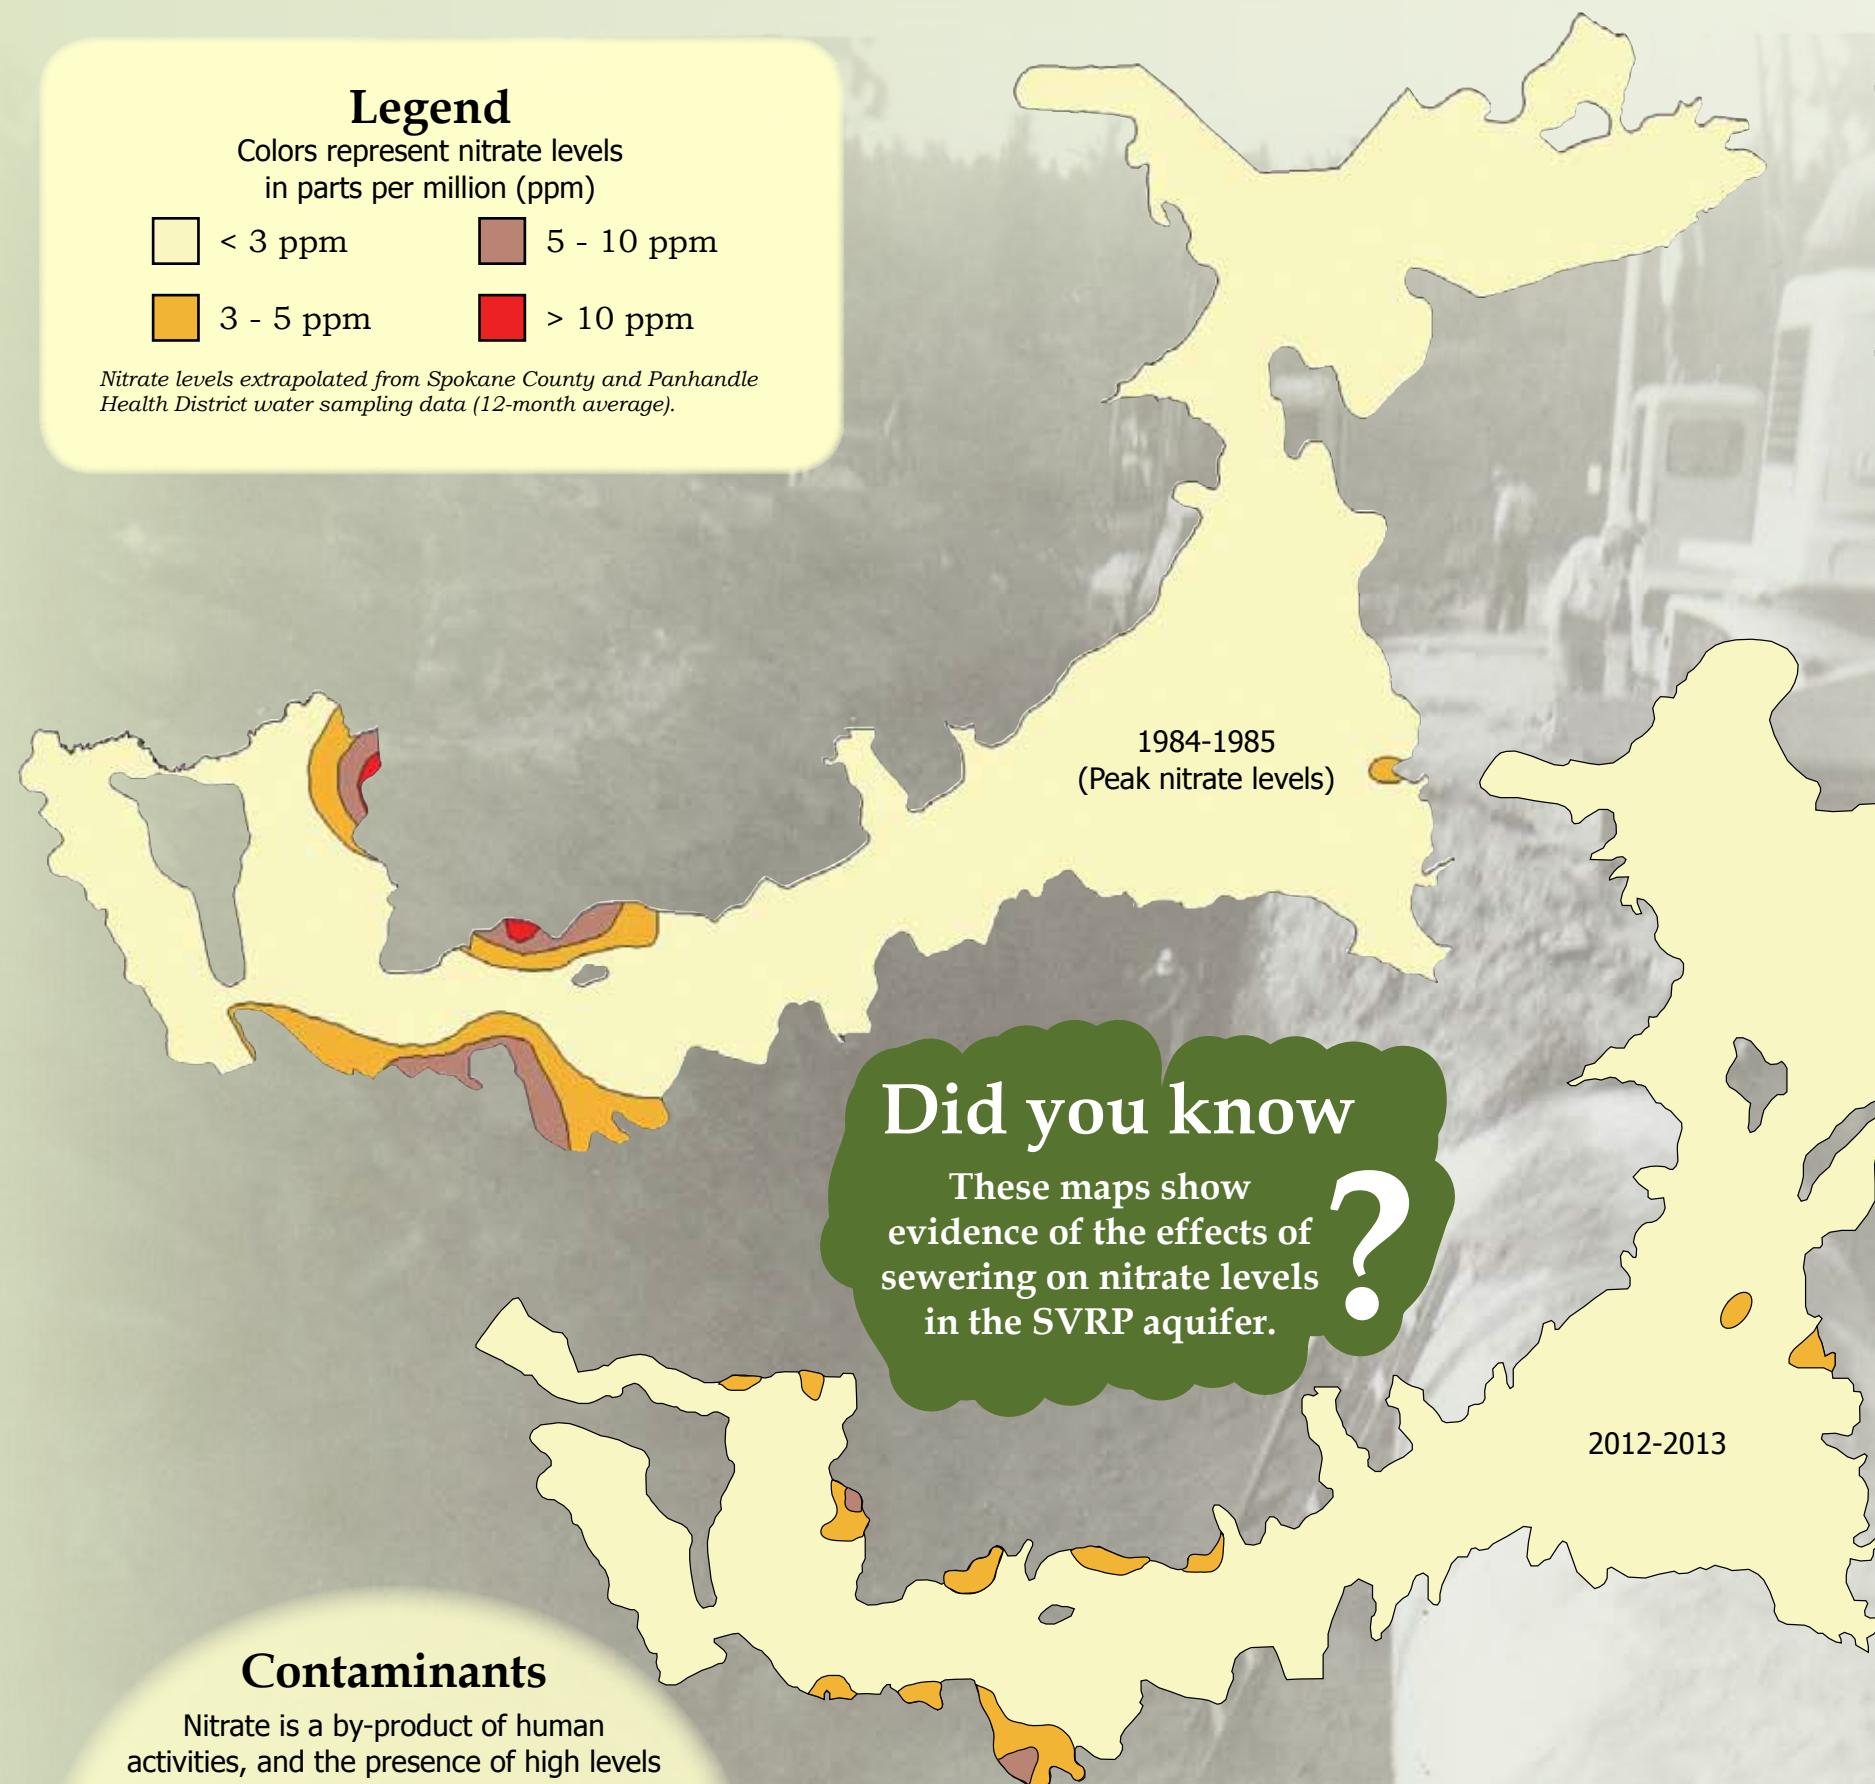 Legend
Colors represent nitrate levels
in parts per million (ppm)
< 3 ppm
5 - 10 ppm
3 - 5 ppm
> 10 ppm
Nitrate levels extrapolated from Spokane County and Panhandle
Health District water sampling data (12-month average).
1984-1985
(Peak nitrate levels)
Did you know
These maps show
evidence of the effects of
sewering on nitrate levels
in the SVRP aquifer.
?
2012-2013
Contaminants
Nitrate is a by-product of human
activities, and the presence of high levels